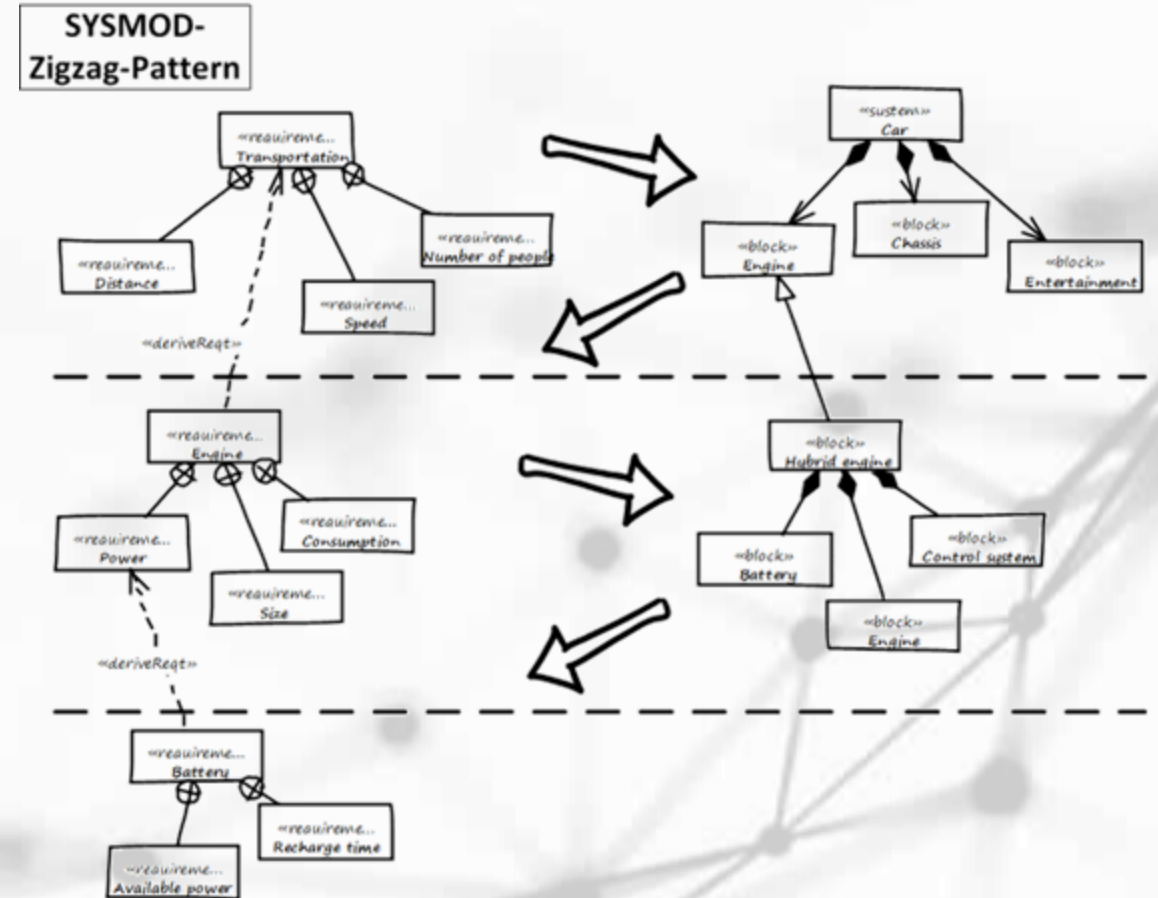 SYSMOD-
Zigzag-Pattern
«requireme...
Transportation
«sustem»
Car
«requireme...
Distance
«requireme...
Number of people
«requireme...
Speed
«block»
Engine
«block»
Chassis
«block»
Entertainment
«deriveReqt»
«requireme...
Engine
«block»
Hybrid engine
«requireme...
Power
«requireme...
Consumption
«requireme...
Size
«block»
Battery
«block»
Control system
«block»
Engine
«deriveReqt»
«requireme...
Battery
«requireme...
Recharge time
«requireme...
Available power